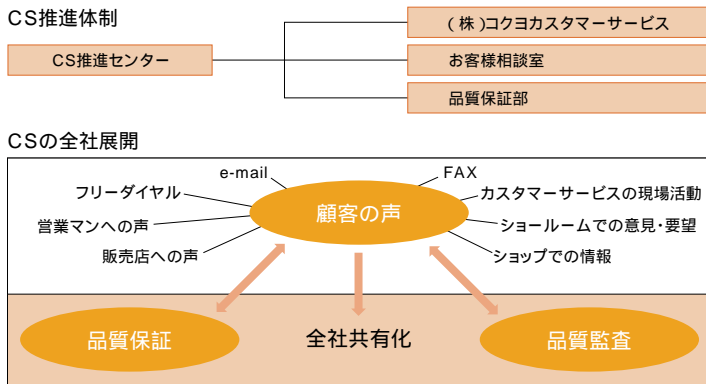 CS推進体制
(株)コクヨカスタマーサービス
CS推進センター
お客様相談室
品質保証部
CSの全社展開
e-mail
FAX
フリーダイヤル
カスタマーサービスの現場活動
顧客の声
営業マンへの声
ショールームでの意見・要望
販売店への声
ショップでの情報
品質保証
全社共有化
品質監査